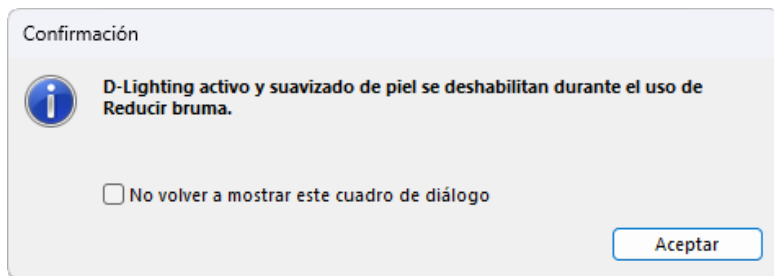 Confirmación
D-Lighting activo y suavizado de piel se deshabilitan durante el uso de
Reducir bruma.
No volver a mostrar este cuadro de diálogo
Aceptar